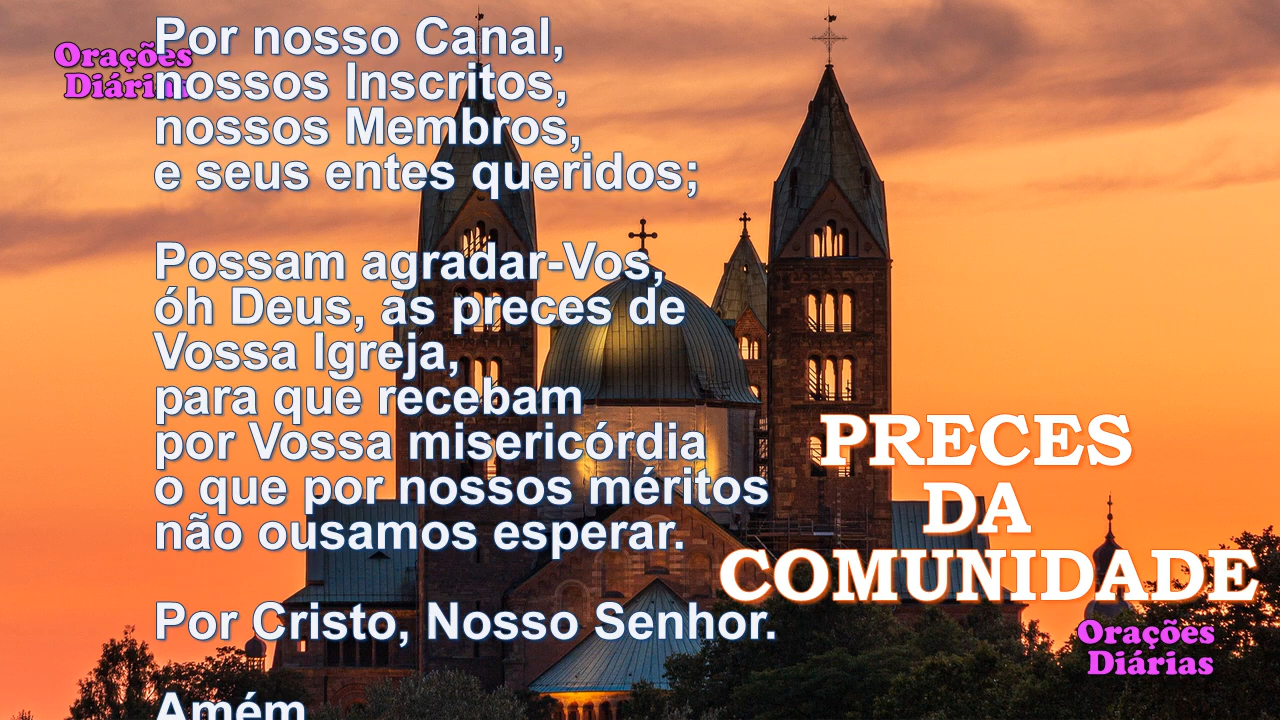 Orações
Diárias
Por nosso Canal,
nossos Inscritos,
nossos Membros,
e seus entes queridos;
Possam agradar-Vos,
óh Deus, as preces de
Vossa Igreja,
para que recebam
por Vossa misericórdia
o que por nossos méritos
não ousamos esperar.
Por Cristo, Nosso Senhor.
Amém
PRECES
DA
COMUNIDADE
Orações
Diárias